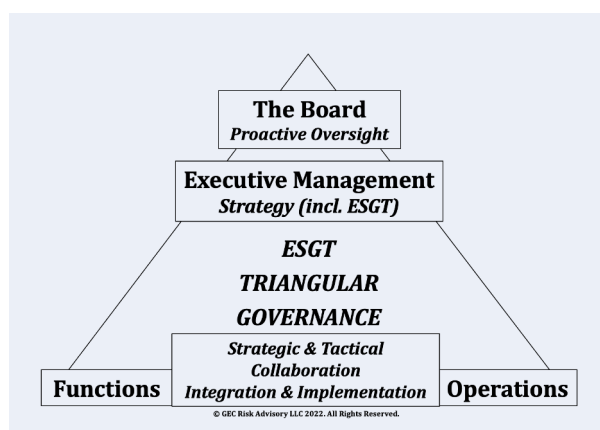 The Board
Proactive Oversight
Executive Management
Strategy (incl. ESGT)
ESGT
TRIANGULAR
GOVERNANCE
Strategic & Tactical
Collaboration
Integration & Implementation
Functions
Operations
© GEC Risk Advisory LLC 2022. All Rights Reserved.